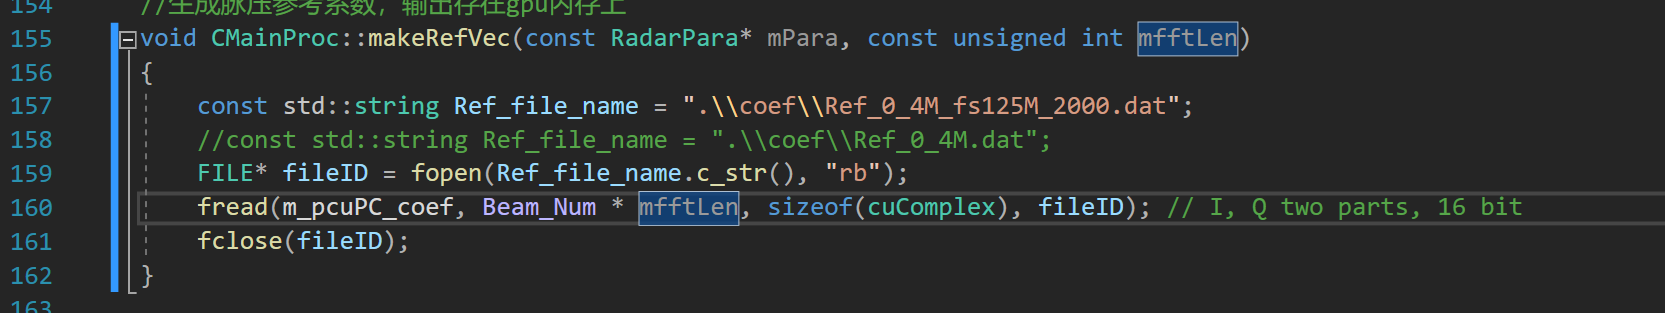 154 //生成脉压参考系数，输出存在gpu内存上
155 void CMainProc::makeRefVec(const RadarPara* mPara, const unsigned int mfftLen)
156 {
157 const std::string Ref_file_name = ".\\coef\\Ref_0_4M_fs125M_2000.dat";
158 //const std::string Ref_file_name = ".\\coef\\Ref_0_4M.dat";
159 FILE* fileID = fopen(Ref_file_name.c_str(), "rb");
160 fread(m_pcuPC_coef, Beam_Num * mfftLen, sizeof(cuComplex), fileID); // I, Q two parts, 16 bit
161 fclose(fileID);
162 }
163